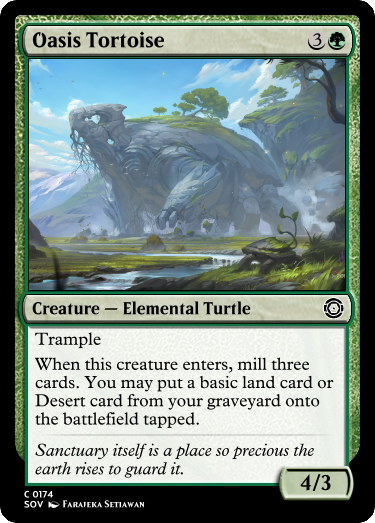 Oasis Tortoise 3
Creature — Elemental Turtle
Trample
When this creature enters, mill three
cards. You may put a basic land card or
Desert card from your graveyard onto
the battlefield tapped.
Sanctuary itself is a place so precious the
earth rises to guard it.
4/3
C 0174
SOV Farajeka Setiawan